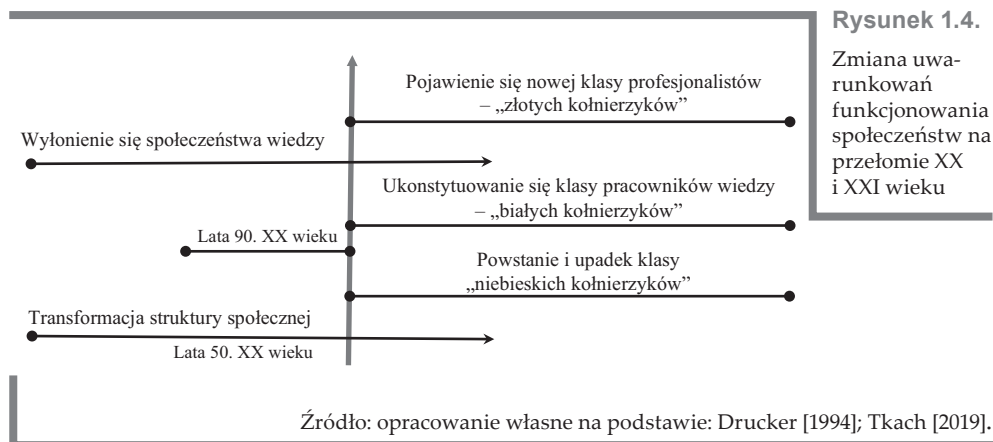 Rysunek 1.4.
Zmiana uwa-
runkowań
funkcjonowania
społeczeństw na
przełomie XX
i XXI wieku
Pojawienie się nowej klasy profesjonalistów
– „złotych kołnierzyków”
Wyłonienie się społeczeństwa wiedzy
Ukonstytuowanie się klasy pracowników wiedzy
– „białych kołnierzyków”
Lata 90. XX wieku
Powstanie i upadek klasy
„niebieskich kołnierzyków”
Transformacja struktury społecznej
Lata 50. XX wieku
Źródło: opracowanie własne na podstawie: Drucker [1994]; Tkach [2019].